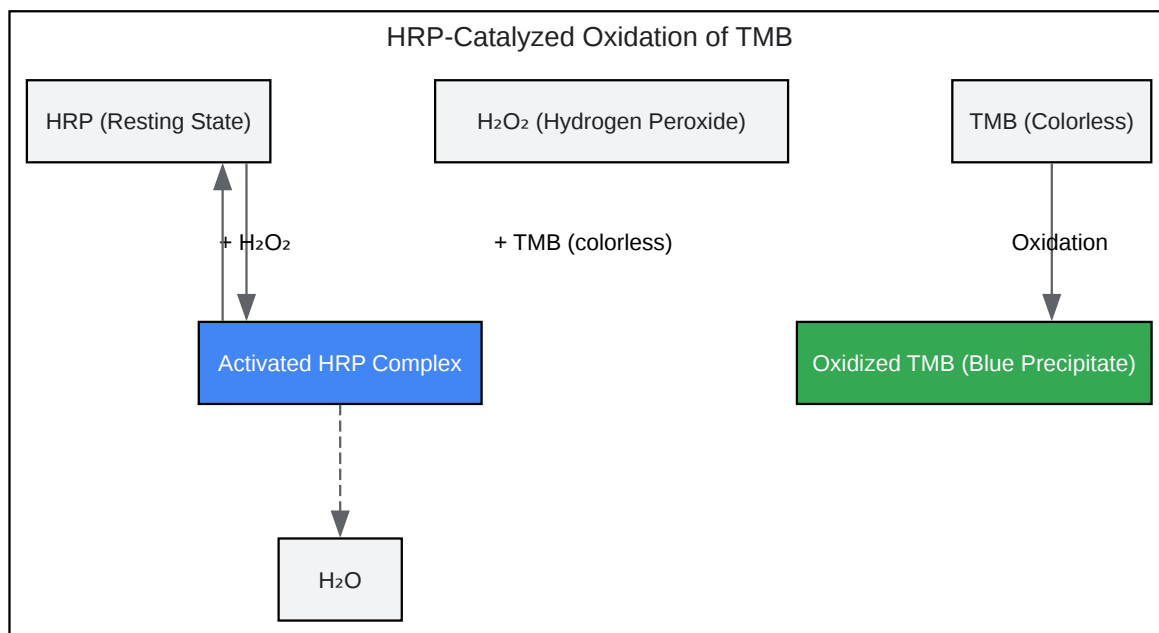 HRP-Catalyzed Oxidation of TMB
HRP (Resting State)
H₂O₂ (Hydrogen Peroxide)
TMB (Colorless)
+ H₂O₂
+ TMB (colorless)
Oxidation
Activated HRP Complex
Oxidized TMB (Blue Precipitate)
H₂O